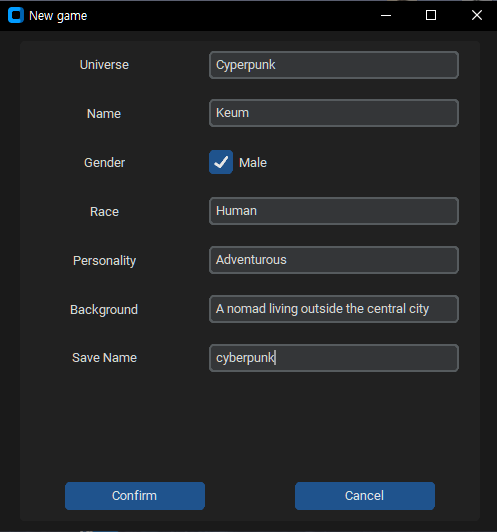 New game
Universe Cyperpunk
Name Keum
Gender Male
Race Human
Personality Adventurous
Background A nomad living outside the central city
Save Name cyberpunk
Confirm Cancel